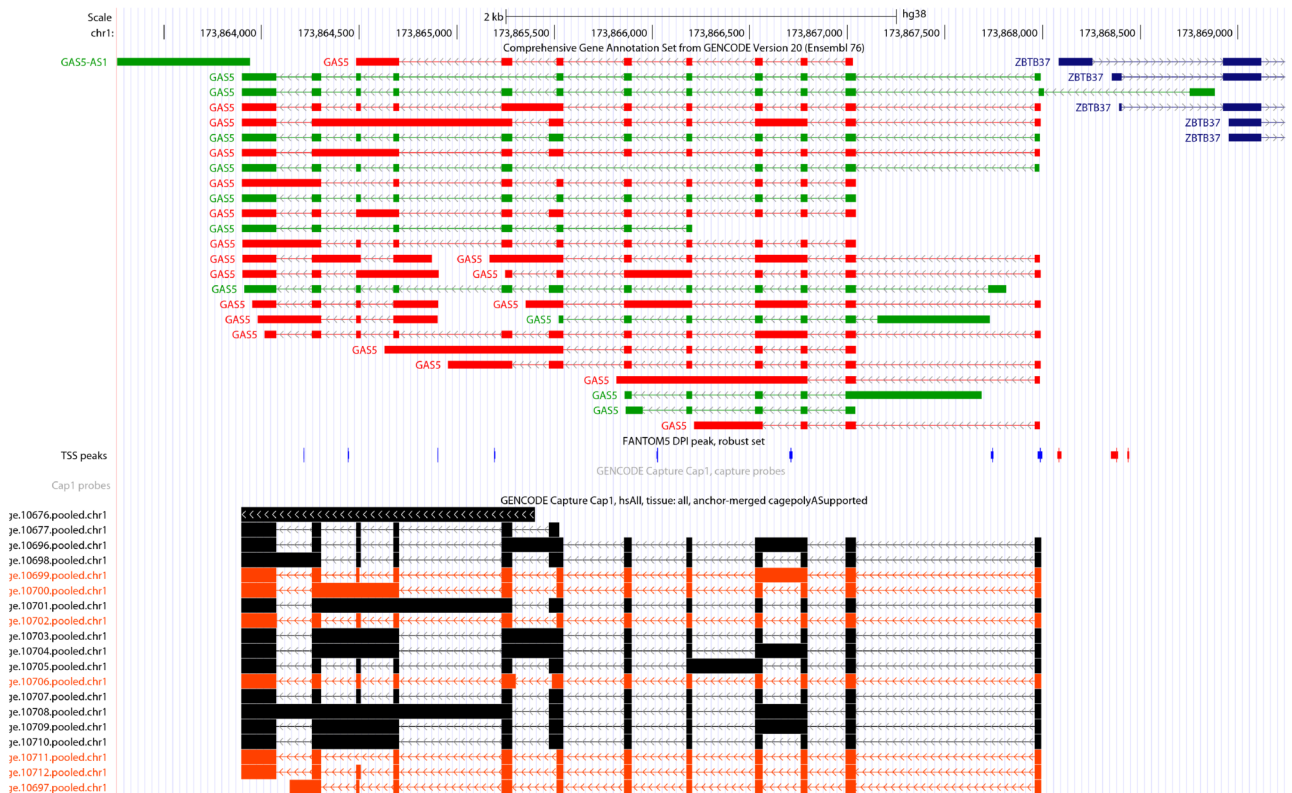 Scale 2 kb hg38
chr1: 173,864,000 173,864,500 173,865,000 173,865,500 173,866,000 173,866,500 173,867,000 173,867,500 173,868,000 173,868,500 173,869,000
Comprehensive Gene Annotation Set from GENCODE Version 20 (Ensembl 76)
GAS5-AS1 GAS5 ZBTB37
GAS5 ZBTB37
GAS5
GAS5 ZBTB37
GAS5 ZBTB37
GAS5 ZBTB37
GAS5
GAS5
GAS5
GAS5
GAS5
GAS5
GAS5
GAS5 GAS5
GAS5 GAS5
GAS5
GAS5 GAS5
GAS5 GAS5
GAS5
GAS5
GAS5
GAS5
GAS5
GAS5
GAS5
FANTOM5 DPI peak, robust set
TSS peaks
GENCODE Capture Cap1, capture probes
Cap1 probes
GENCODE Capture Cap1, hsAll, tissue: all, anchor-merged cagepolyASupported
ge.10676.pooled.chr1
ge.10677.pooled.chr1
ge.10696.pooled.chr1
ge.10698.pooled.chr1
ge.10699.pooled.chr1
ge.10700.pooled.chr1
ge.10701.pooled.chr1
ge.10702.pooled.chr1
ge.10703.pooled.chr1
ge.10704.pooled.chr1
ge.10705.pooled.chr1
ge.10706.pooled.chr1
ge.10707.pooled.chr1
ge.10708.pooled.chr1
ge.10709.pooled.chr1
ge.10710.pooled.chr1
ge.10711.pooled.chr1
ge.10712.pooled.chr1
ge.10697.pooled.chr1